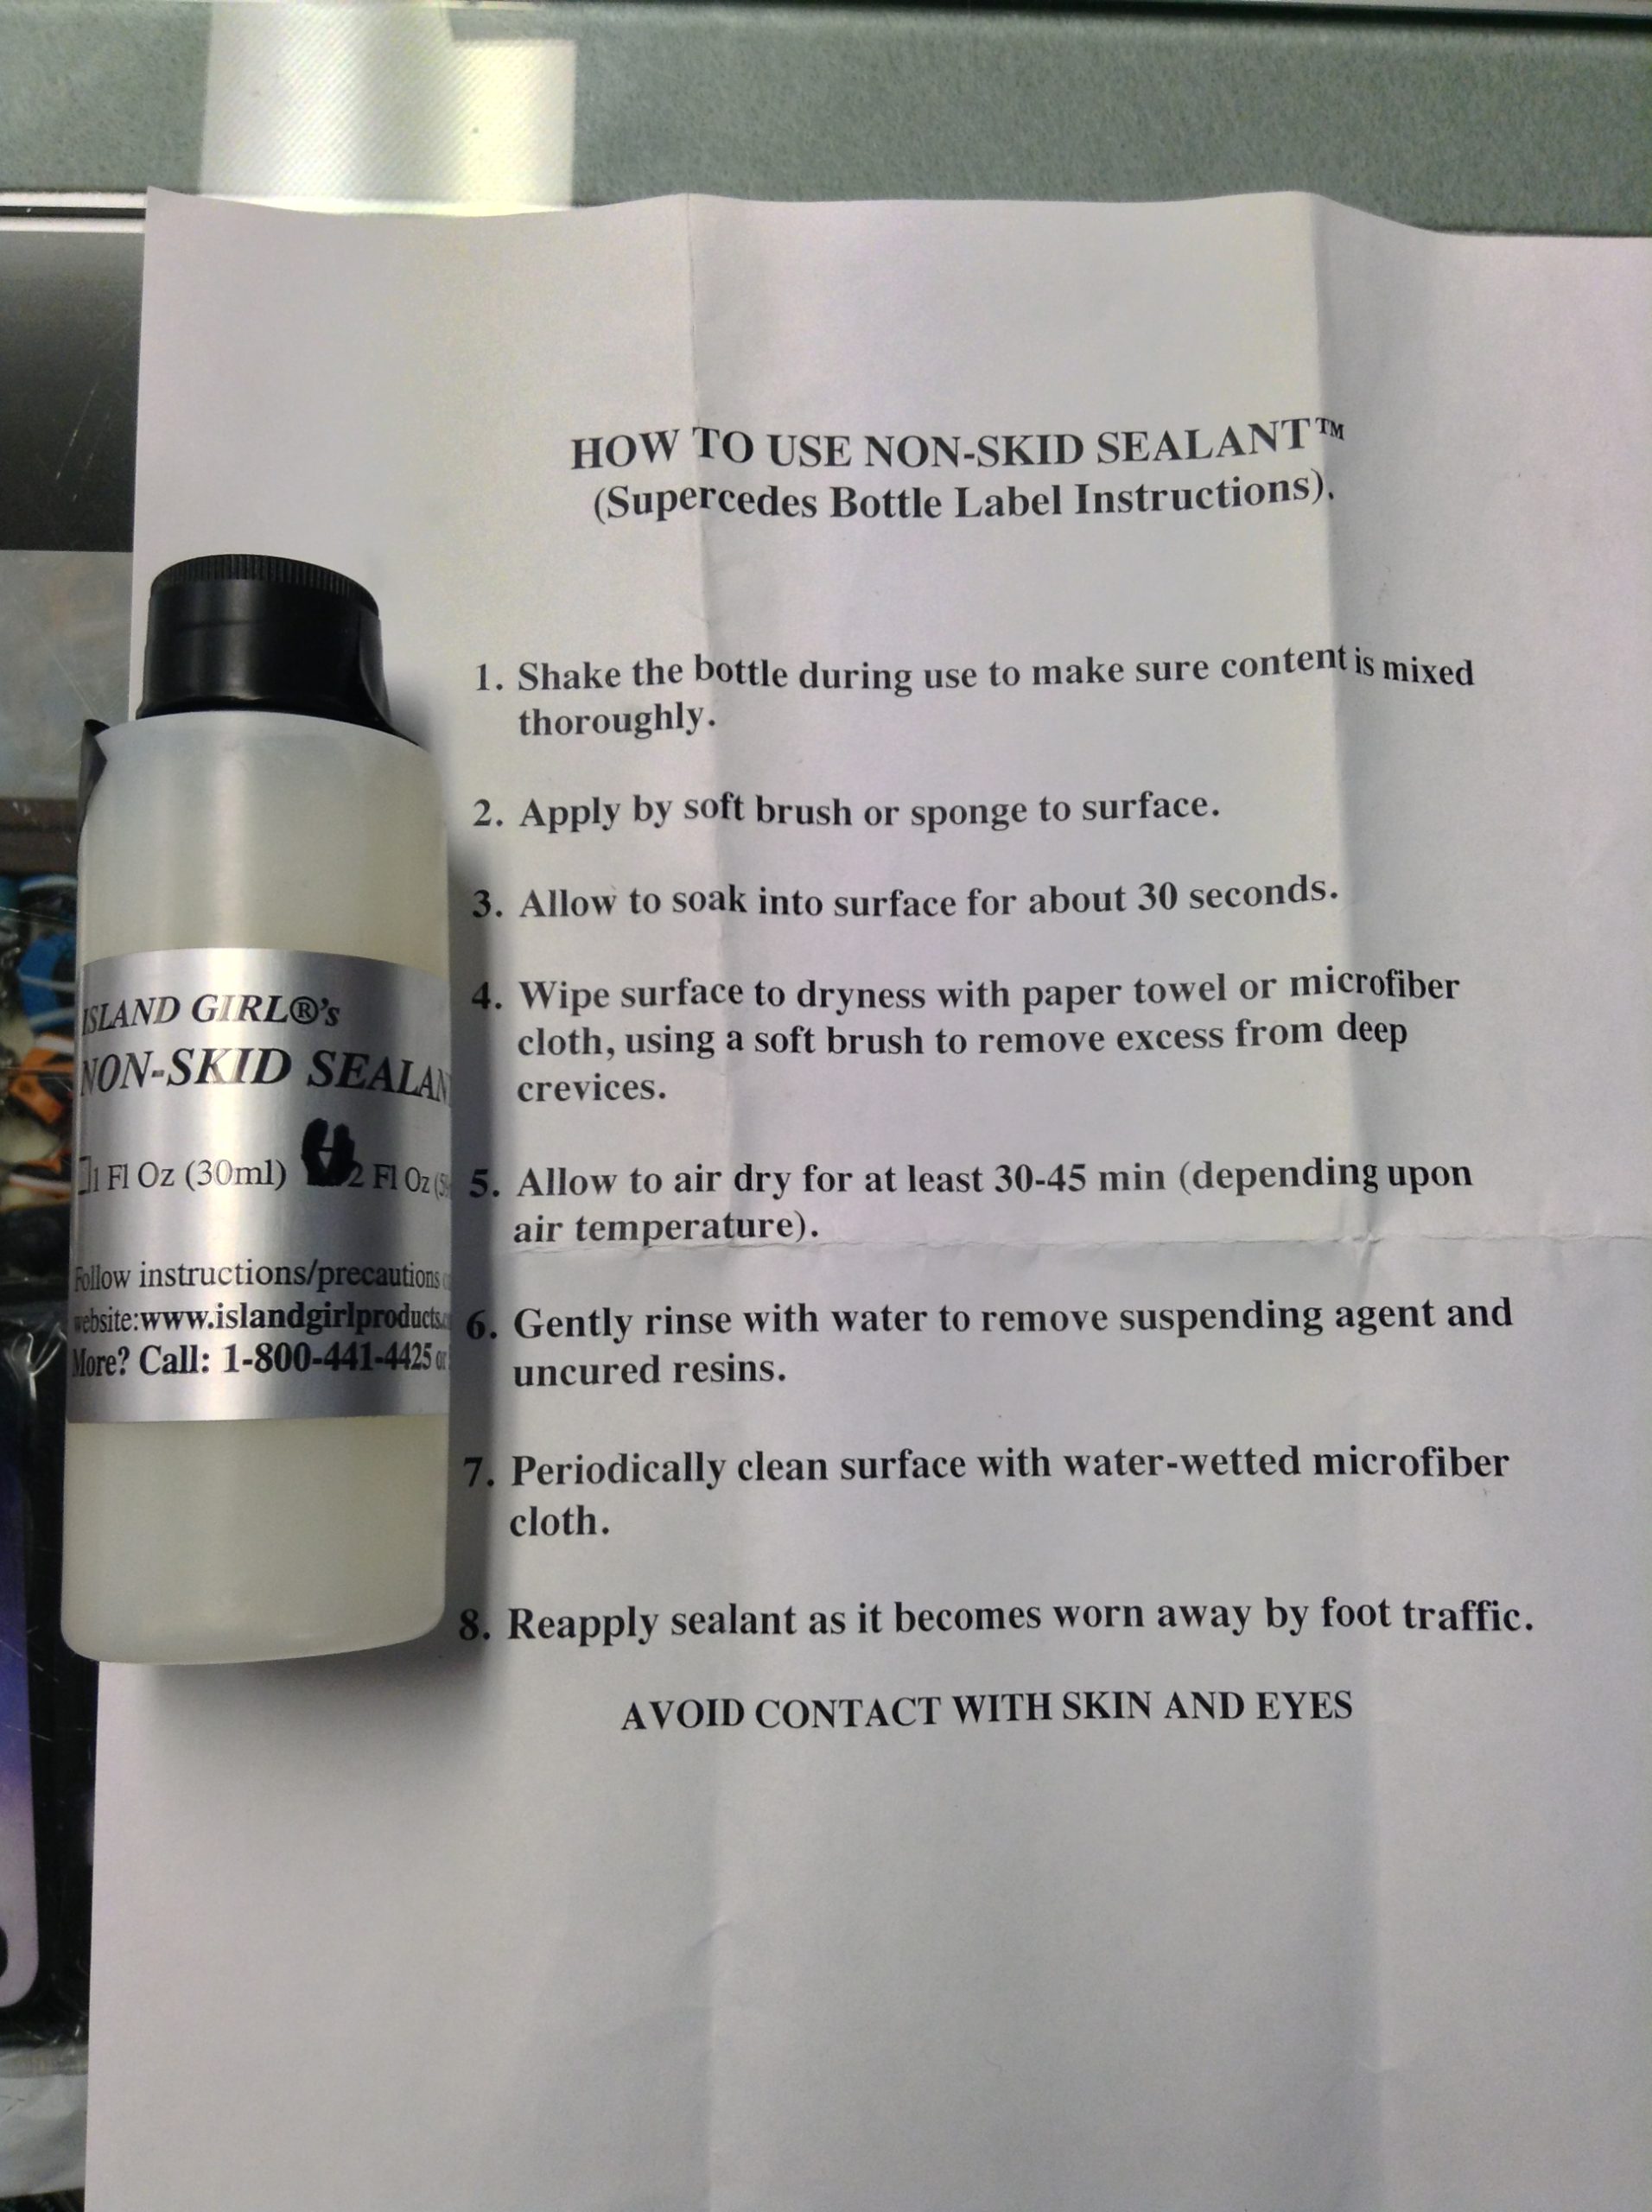 HOW TO USE NON-SKID SEALANT™
(Supercedes Bottle Label Instructions).
1. Shake the bottle during use to make sure content is mixed
thoroughly.
2. Apply by soft brush or sponge to surface.
3. Allow to soak into surface for about 30 seconds.
4. Wipe surface to dryness with paper towel or microfiber
cloth, using a soft brush to remove excess from deep
crevices.
5. Allow to air dry for at least 30-45 min (depending upon
air temperature).
6. Gently rinse with water to remove suspending agent and
uncured resins.
7. Periodically clean surface with water-wetted microfiber
cloth.
8. Reapply sealant as it becomes worn away by foot traffic.
AVOID CONTACT WITH SKIN AND EYES
ISLAND GIRL®'s
NON-SKID SEALAN
1 Fl Oz (30ml) 2 Fl Oz
Follow instructions/precautions
website:www.islandgirlproducts.
More? Call: 1-800-441-4425 or